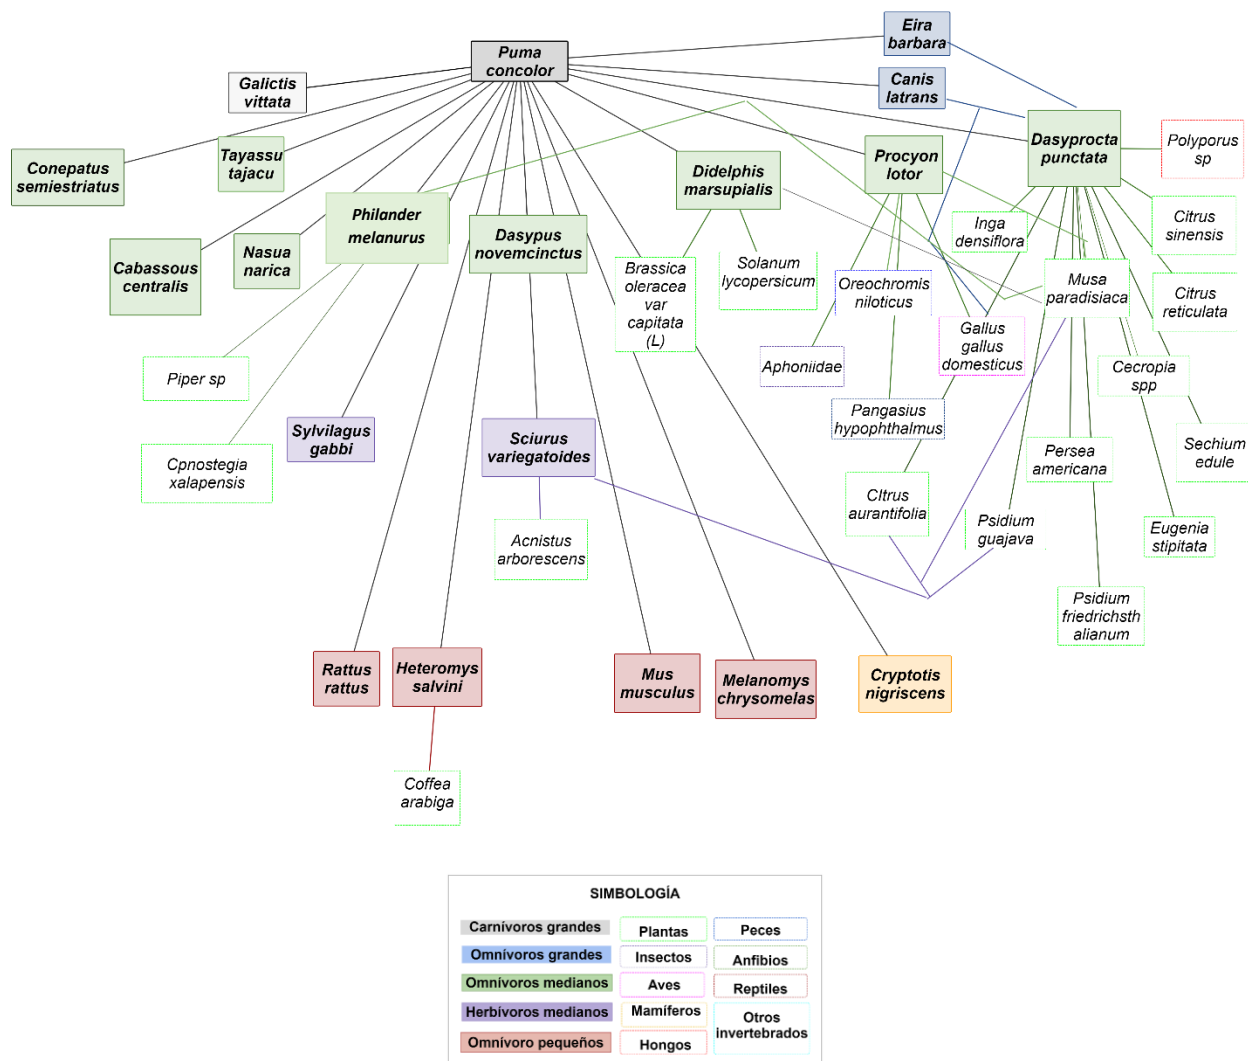 Eira
barbara
Puma
concolor
Galictis
vittata
Canis
latrans
Conepatus
semiestriatus
Tayassu
tajacu
Didelphis
marsupialis
Procyon
lotor
Dasyprocta
punctata
Polyporus
sp
Cabassous
centralis
Nasua
narica
Philander
melanurus
Dasypus
novemcinctus
Brassica
oleracea
var
capitata
(L)
Solanum
lycopersicum
Oreochromis
niloticus
Inga
densiflora
Musa
paradisiaca
Citrus
sinensis
Citrus
reticulata
Piper sp
Aphoniidae
Gallus
gallus
domesticus
Cecropia
spp
Cpnostegia
xalapensis
Sylvilagus
gabbi
Sciurus
variegatoides
Pangasius
hypophthalmus
Persea
americana
Sechium
edule
Acnistus
arborescens
CItrus
aurantifolia
Psidium
guajava
Eugenia
stipitata
Psidium
friedrichsth
alianum
Rattus
rattus
Heteromys
salvini
Mus
musculus
Melanomys
chrysomelas
Cryptotis
nigriscens
Coffea
arabiga
SIMBOLOGÍA
Carnívoros grandes
Plantas
Peces
Omnívoros grandes
Insectos
Anfibios
Omnívoros medianos
Aves
Reptiles
Herbívoros medianos
Mamíferos
Otros
invertebrados
Omnívoro pequeños
Hongos